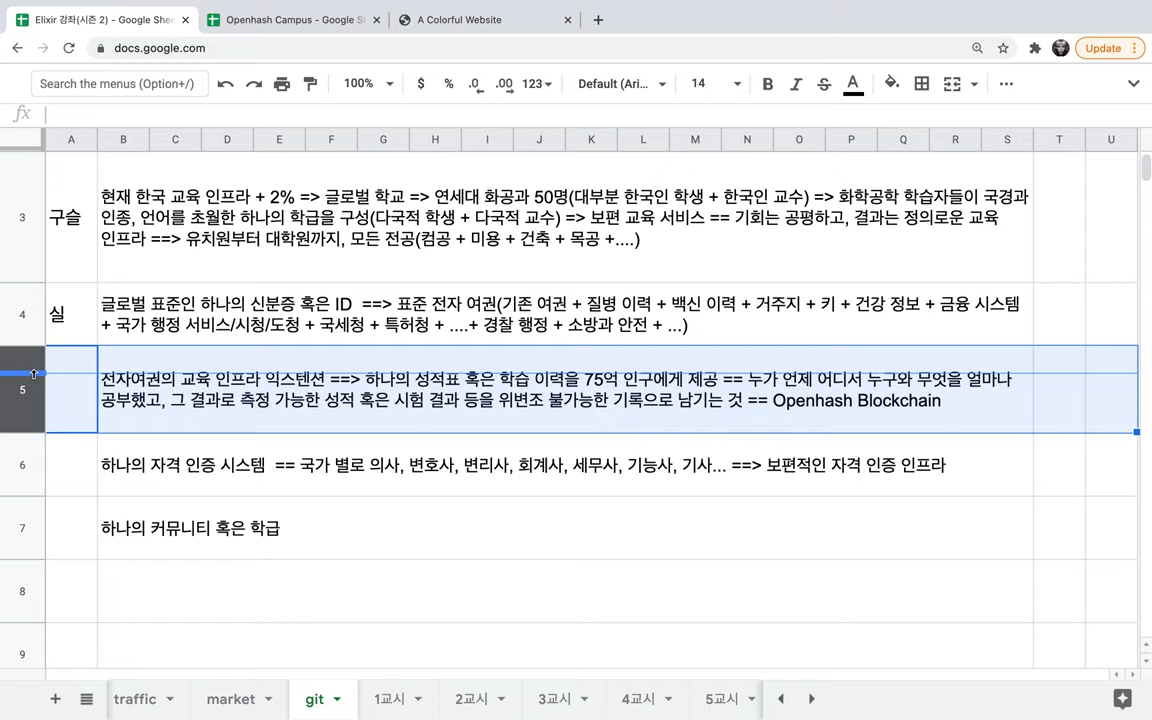 Elixir 강좌(시즌 2) - Google Shee
Openhash Campus - Google S
A Colorful Website
docs.google.com
Update
Search the menus (Option+/)
100%
$
%
.0
.00
123
Default (Ari...
14
B
I
S
A
fx
A B C D E F G H I J K L M N O P Q R S T U
3
구슬
현재 한국 교육 인프라 + 2% => 글로벌 학교 => 연세대 화공과 50명(대부분 한국인 학생 + 한국인 교수) => 화학공학 학습자들이 국경과
인종, 언어를 초월한 하나의 학급을 구성(다국적 학생 + 다국적 교수) => 보편 교육 서비스 == 기회는 공평하고, 결과는 정의로운 교육
인프라 ==> 유치원부터 대학원까지, 모든 전공(컴공 + 미용 + 건축 + 목공 +....)
4
실
글로벌 표준인 하나의 신분증 혹은 ID ==> 표준 전자 여권(기존 여권 + 질병 이력 + 백신 이력 + 거주지 + 키 + 건강 정보 + 금융 시스템
+ 국가 행정 서비스/시청/도청 + 국세청 + 특허청 + ....+ 경찰 행정 + 소방과 안전 + ...)
5
전자여권의 교육 인프라 익스텐션 ==> 하나의 성적표 혹은 학습 이력을 75억 인구에게 제공 == 누가 언제 어디서 누구와 무엇을 얼마나
공부했고, 그 결과로 측정 가능한 성적 혹은 시험 결과 등을 위변조 불가능한 기록으로 남기는 것 == Openhash Blockchain
6
하나의 자격 인증 시스템 == 국가 별로 의사, 변호사, 변리사, 회계사, 세무사, 기능사, 기사... ==> 보편적인 자격 인증 인프라
7
하나의 커뮤니티 혹은 학급
8
9
traffic
market
git
1교시
2교시
3교시
4교시
5교시